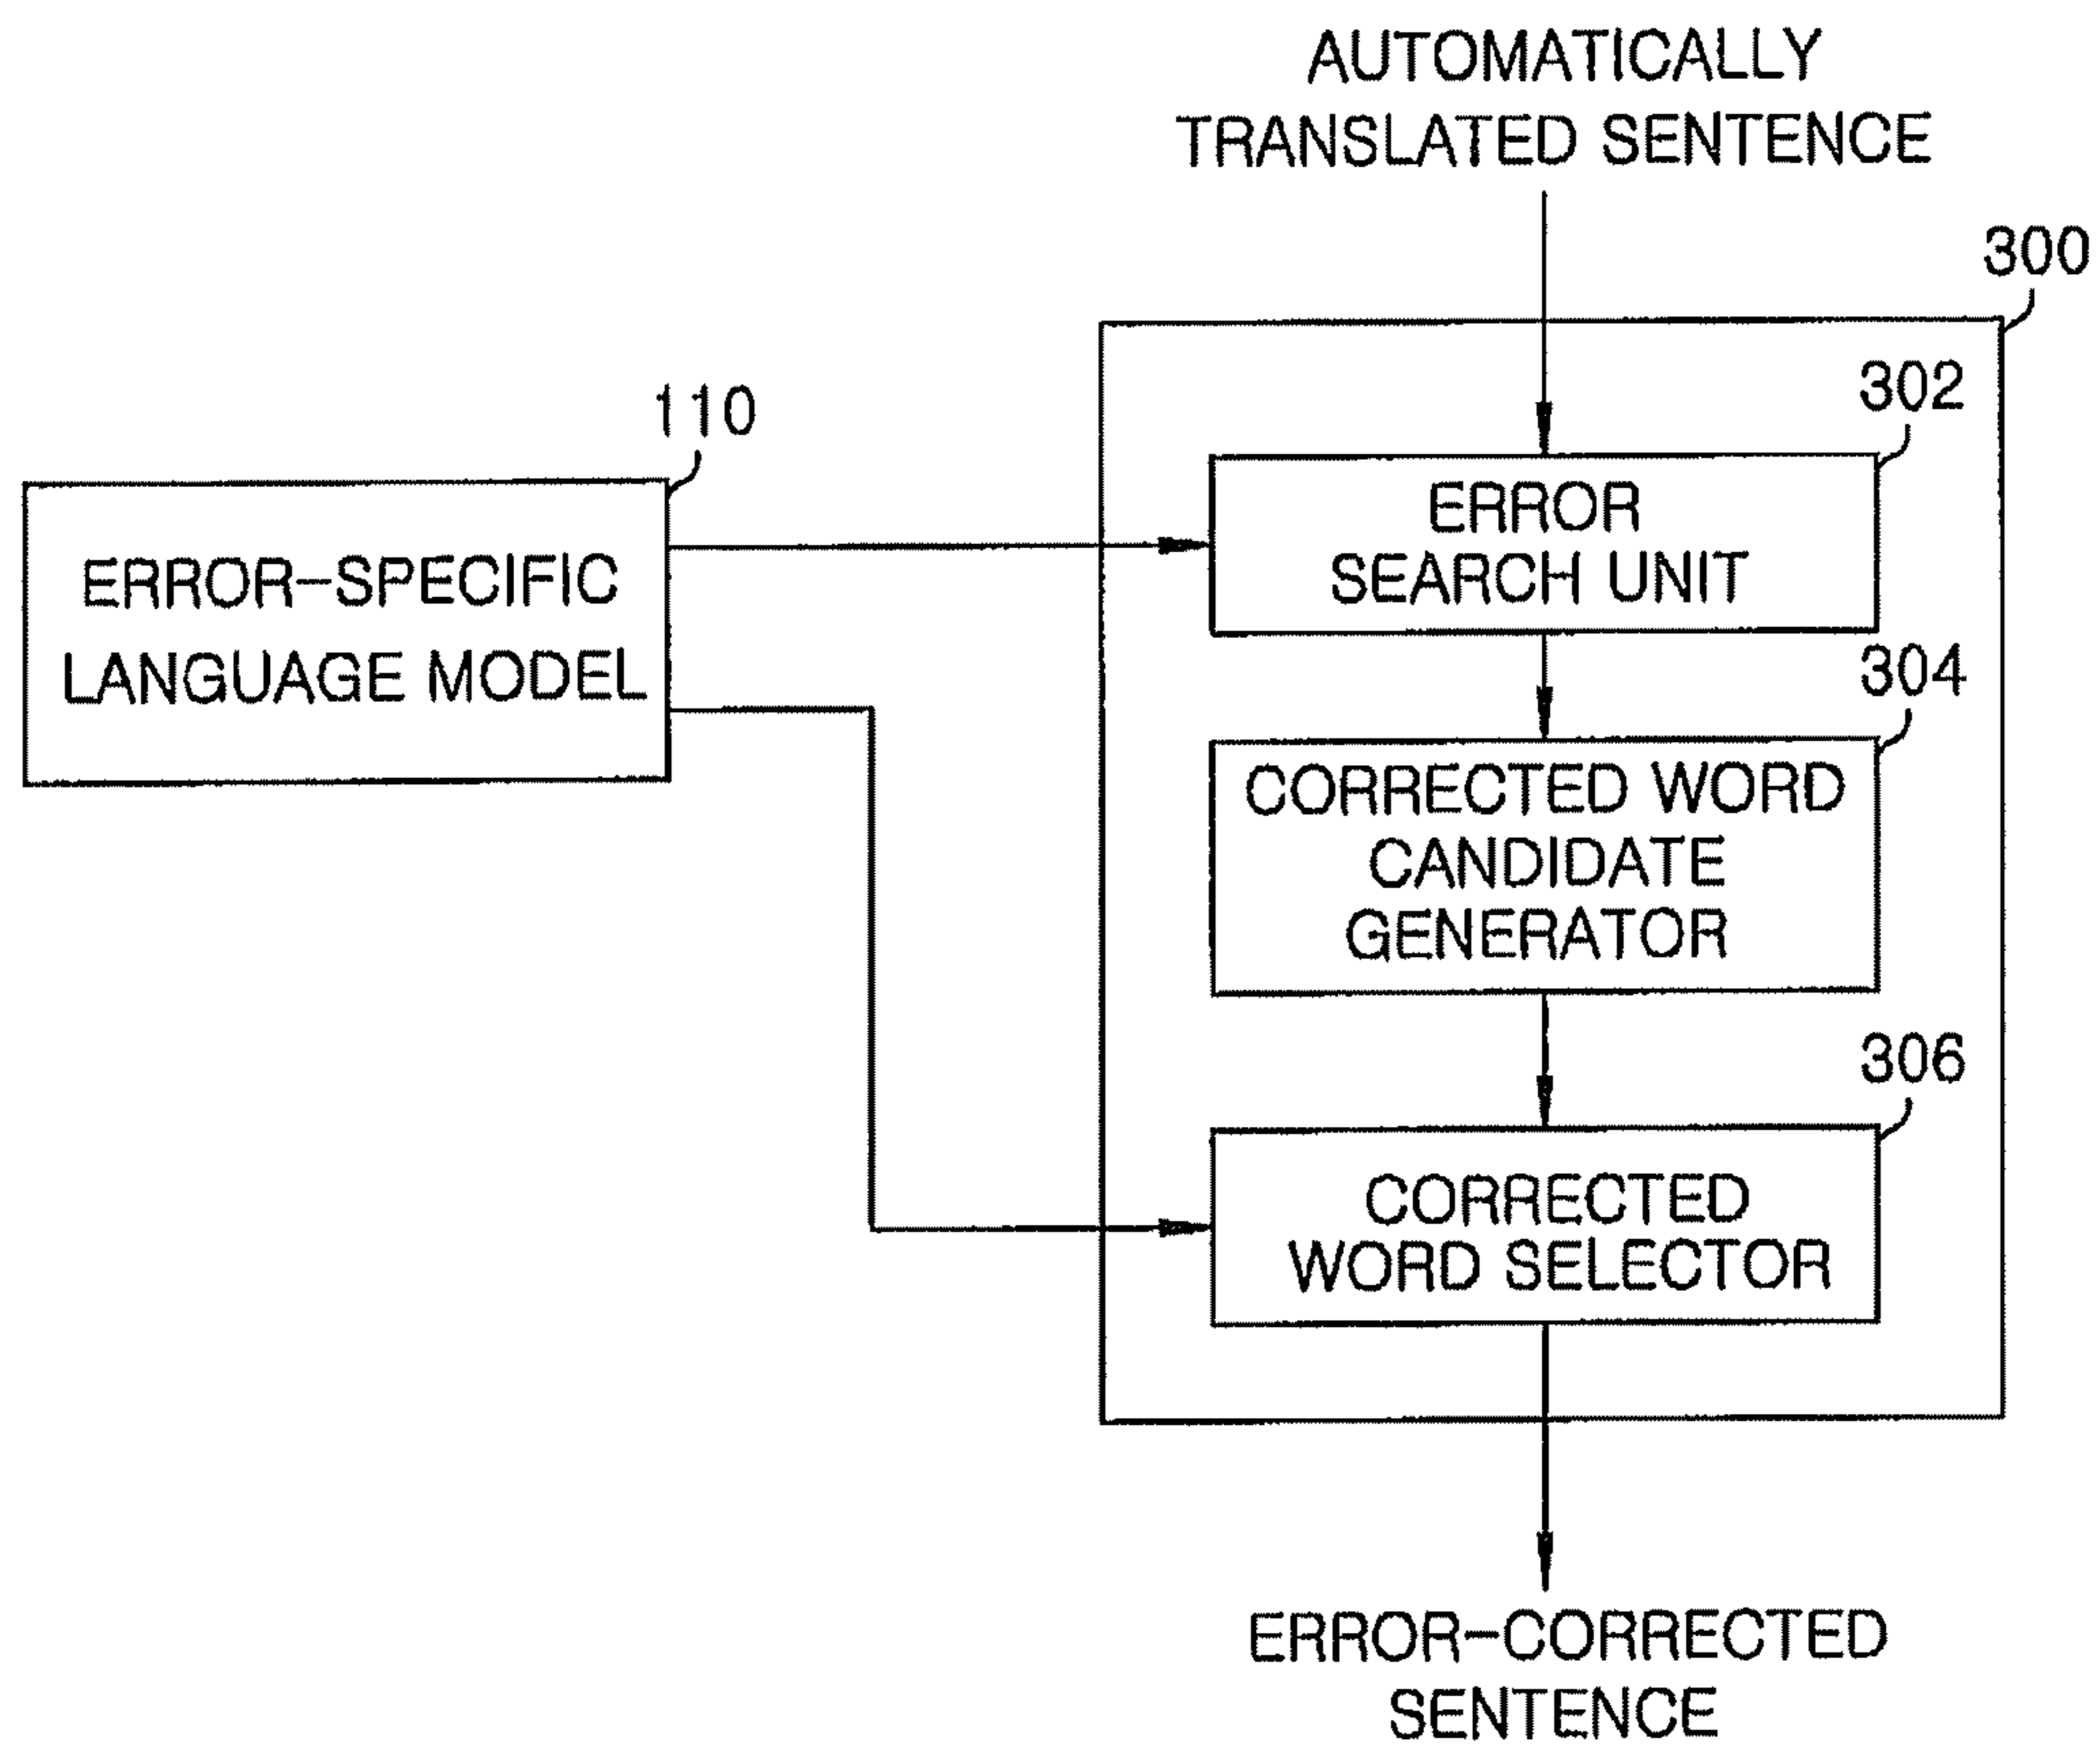 AUTOMATICALLY
TRANSLATED SENTENCE
300
302
110
ERROR
SEARCH UNIT
ERROR-SPECIFIC
LANGUAGE MODEL
304
CORRECTED WORD
CANDIDATE
GENERATOR
306
CORRECTED
WORD SELECTOR
ERROR-CORRECTED
SENTENCE